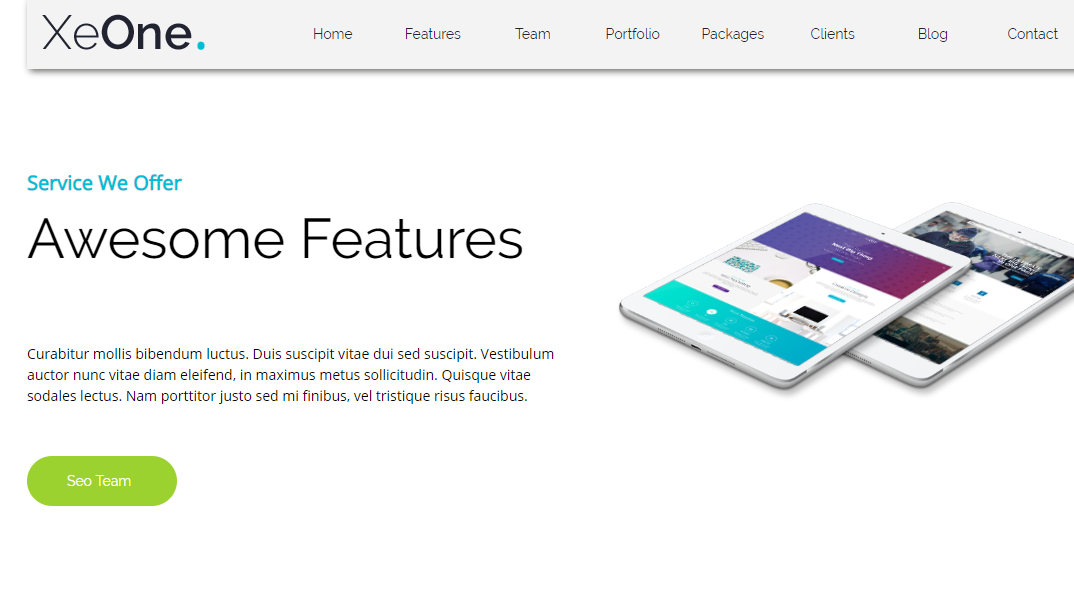 XeOne.
Home Features Team Portfolio Packages Clients Blog Contact
Service We Offer
Awesome Features
Curabitur mollis bibendum luctus. Duis suscipit vitae dui sed suscipit. Vestibulum
auctor nunc vitae diam eleifend, in maximus metus sollicitudin. Quisque vitae
sodales lectus. Nam porttitor justo sed mi finibus, vel tristique risus faucibus.
Seo Team